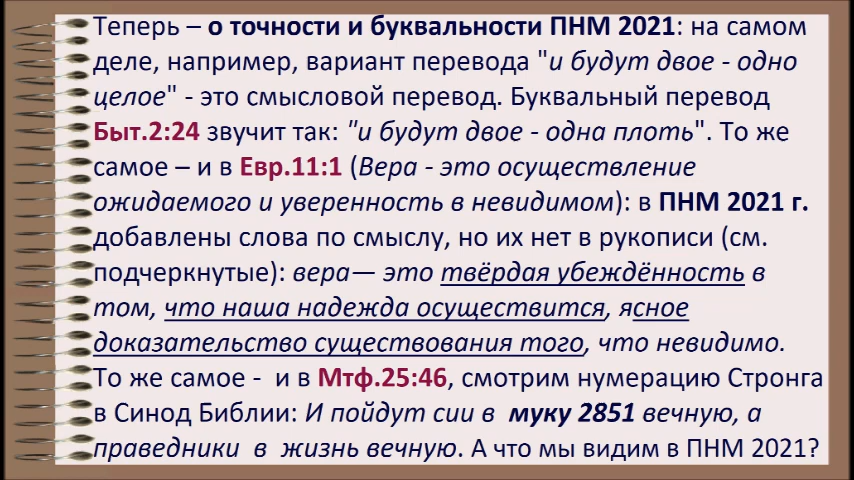 Теперь – о точности и буквальности ПНМ 2021: на самом
деле, например, вариант перевода "и будут двое - одно
целое" - это смысловой перевод. Буквальный перевод
Быт.2:24 звучит так: "и будут двое - одна плоть". То же
самое – и в Евр.11:1 (Вера - это осуществление
ожидаемого и уверенность в невидимом): в ПНМ 2021 г.
добавлены слова по смыслу, но их нет в рукописи (см.
подчеркнутые): вера— это твёрдая убеждённость в
том, что наша надежда осуществится, ясное
доказательство существования того, что невидимо.
То же самое - и в Мтф.25:46, смотрим нумерацию Стронга
в Синод Библии: И пойдут сии в муку 2851 вечную, а
праведники в жизнь вечную. А что мы видим в ПНМ 2021?